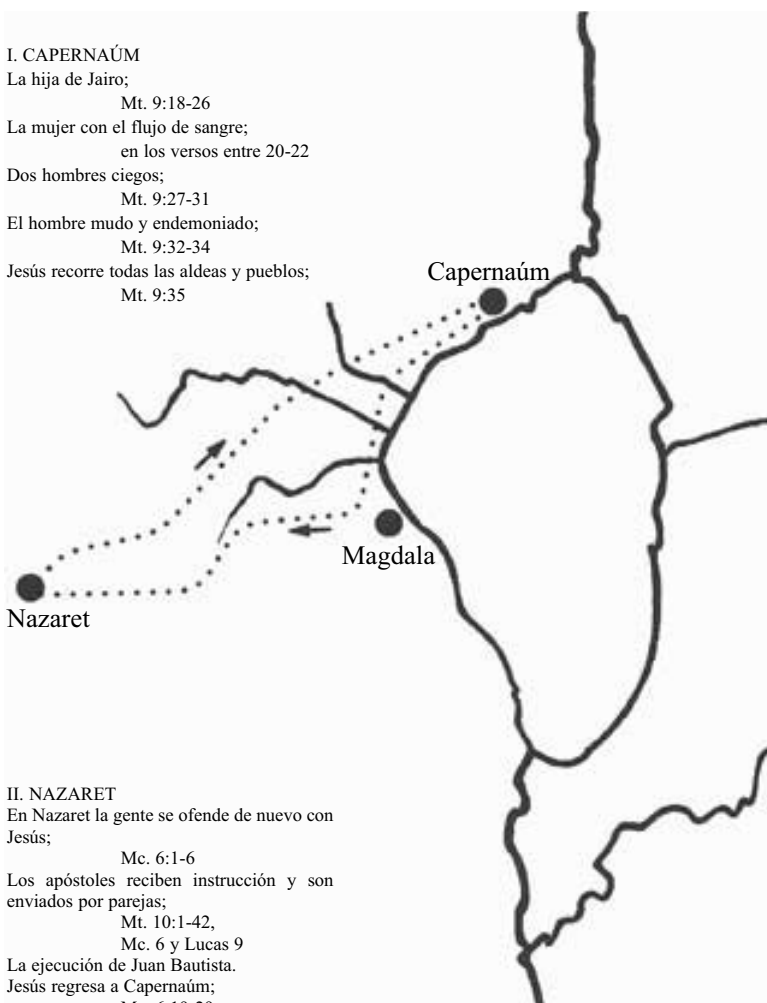 I. CAPERNAÚM
La hija de Jairo;
Mt. 9:18-26
La mujer con el flujo de sangre;
en los versos entre 20-22
Dos hombres ciegos;
Mt. 9:27-31
El hombre mudo y endemoniado;
Mt. 9:32-34
Jesús recorre todas las aldeas y pueblos;
Mt. 9:35
Capernaúm
Magdala
Nazaret
II. NAZARET
En Nazaret la gente se ofende de nuevo con
Jesús;
Mc. 6:1-6
Los apóstoles reciben instrucción y son
enviados por parejas;
Mt. 10:1-42,
Mc. 6 y Lucas 9
La ejecución de Juan Bautista.
Jesús regresa a Capernaúm;